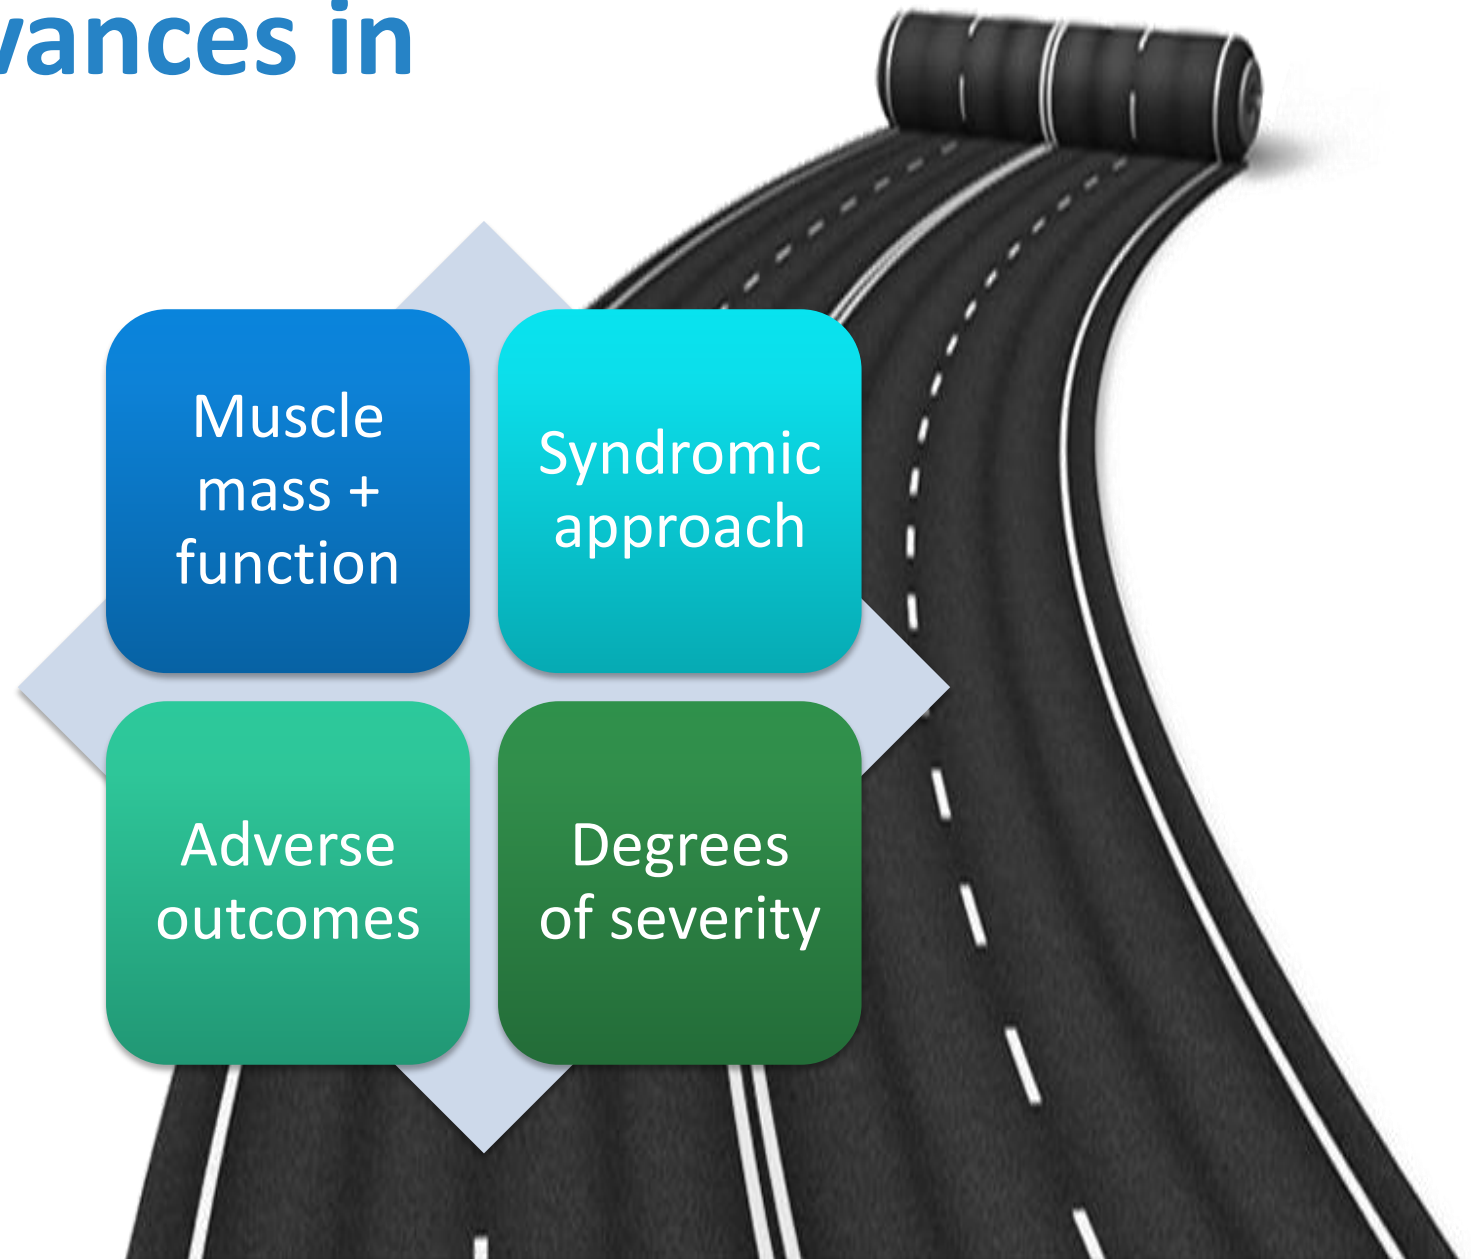 vances in
Muscle
mass +
function
Syndromic
approach
Adverse
outcomes
Degrees
of severity